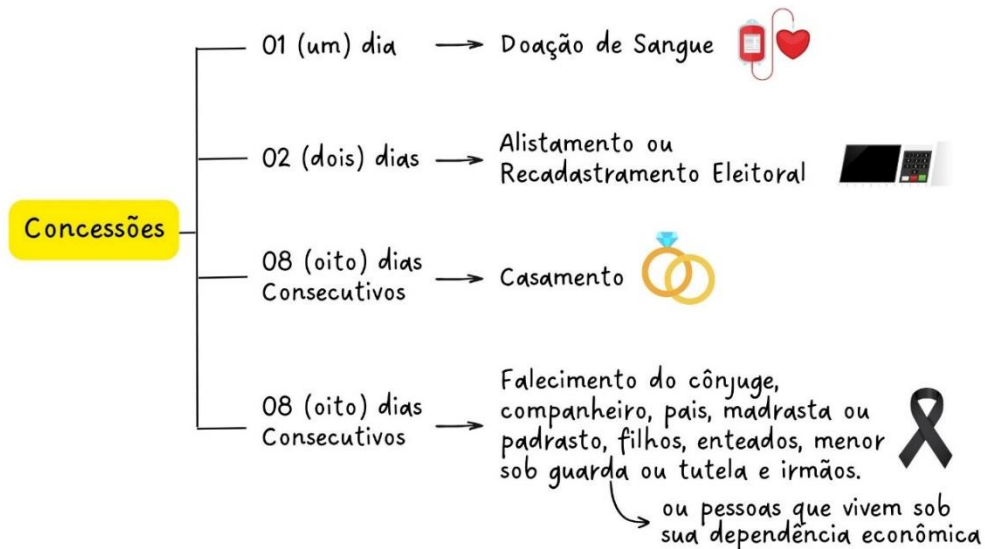 01 (um) dia
Doação de Sangue
02 (dois) dias
Alistamento ou
Recadastramento Eleitoral
Concessões
08 (oito) dias
Consecutivos
Casamento
08 (oito) dias
Consecutivos
Falecimento do cônjuge,
companheiro, pais, madrasta ou
padrasto, filhos, enteados, menor
sob guarda ou tutela e irmãos.
ou pessoas que vivem sob
sua dependência econômica